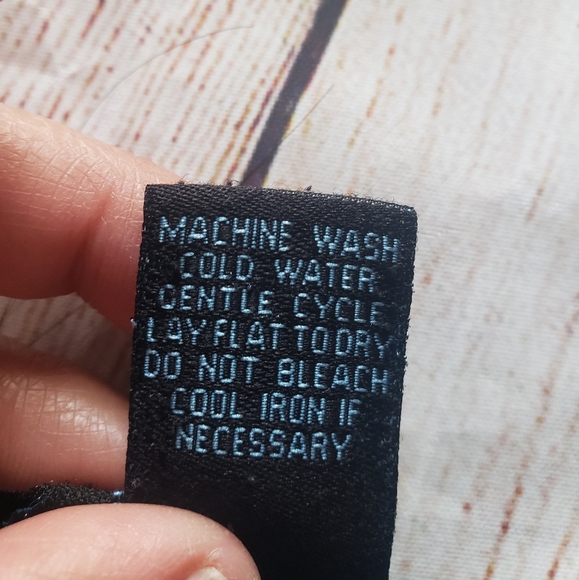 MACHINE WASH
COLD WATER
GENTLE CYCLE
LAY FLAT TO DRY
DO NOT BLEACH
COOL IRON IF
NECESSARY